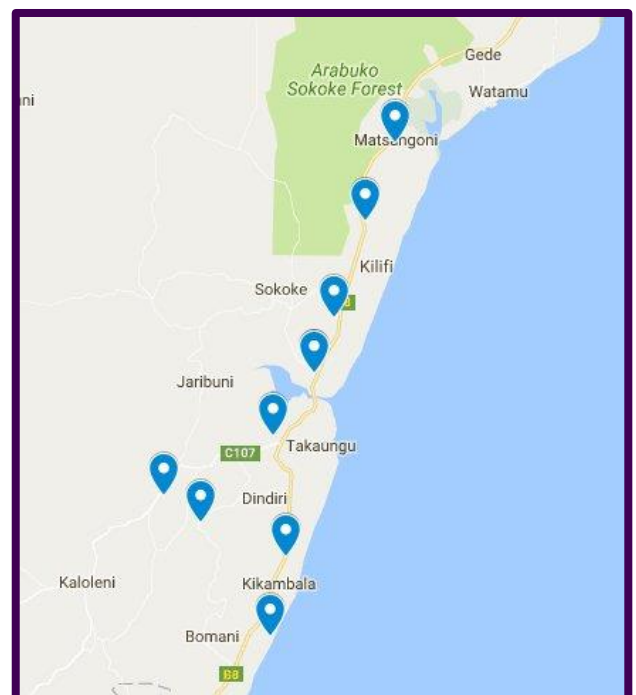 Gede
Arabuko
Sokoke Forest
Watamu
Matsangoni
Kilifi
Sokoke
Jaribuni
Takaungu
C107
Dindiri
Kaloleni
Kikambala
Bomani
B8